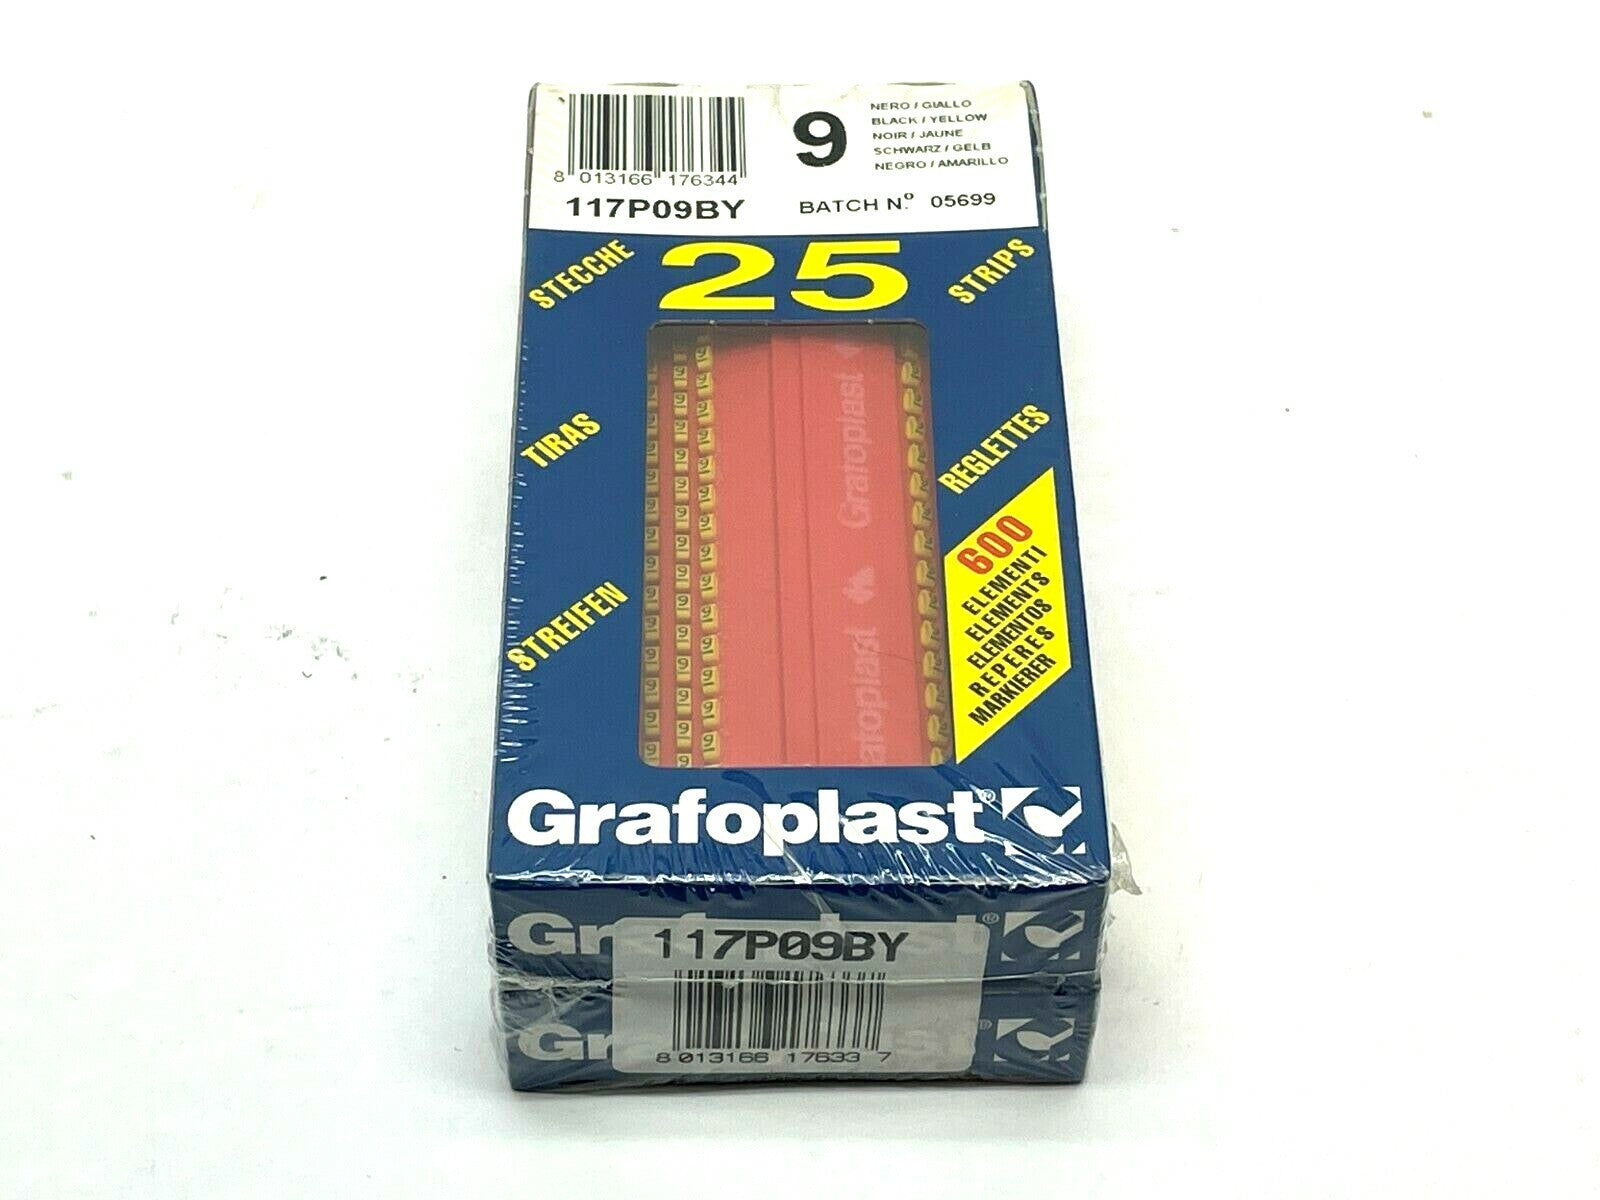 8 013166 176344
117P09BY
9
NERO / GIALLO
BLACK / YELLOW
NOIR / JAUNE
SCHWARZ / GELB
NEGRO / AMARILLO
BATCH N.º 05699
STECCHE
25
STRIPS
TIRAS
REGLETTES
STREIFEN
600
ELEMENTI
ELEMENTS
ELEMENTOS
REPERES
MARKIERER
Grafoplast
Grafoplast
Grafoplast®
Grafoplast®
117P09BY
8 013166 17633 7